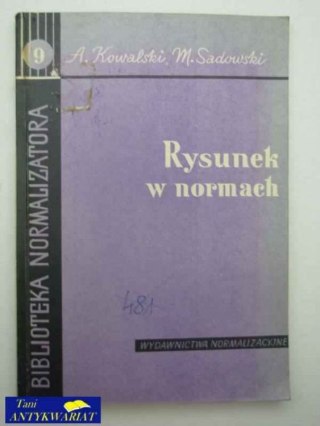 9
A. Kowalski, M. Sadowski
Rysunek
w normach
BIBLIOTEKA NORMALIZATORA
481
WYDAWNICTWA NORMALIZACYJNE
Tani
ANTYKWARIAT